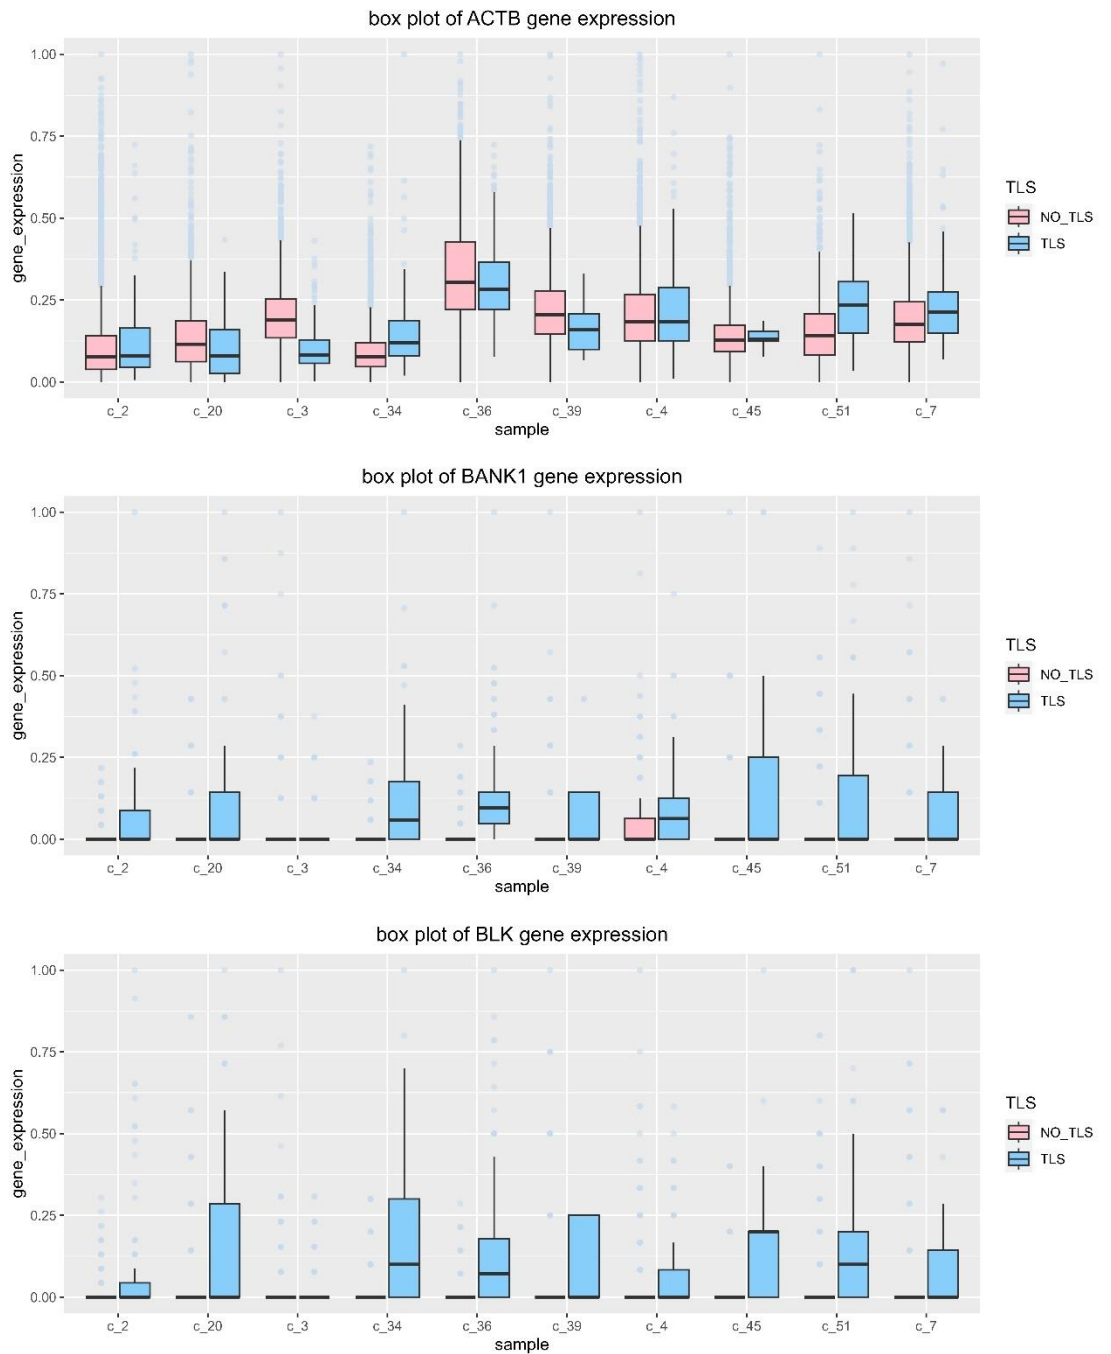 box plot of ACTB gene expression
1.00
0.75
0.50
0.25
0.00
gene_expression
c_2 c_20 c_3 c_34 c_36 c_39 c_4 c_45 c_51 c_7
sample
TLS
NO_TLS
TLS
box plot of BANK1 gene expression
1.00
0.75
0.50
0.25
0.00
gene_expression
c_2 c_20 c_3 c_34 c_36 c_39 c_4 c_45 c_51 c_7
sample
TLS
NO_TLS
TLS
box plot of BLK gene expression
1.00
0.75
0.50
0.25
0.00
gene_expression
c_2 c_20 c_3 c_34 c_36 c_39 c_4 c_45 c_51 c_7
sample
TLS
NO_TLS
TLS